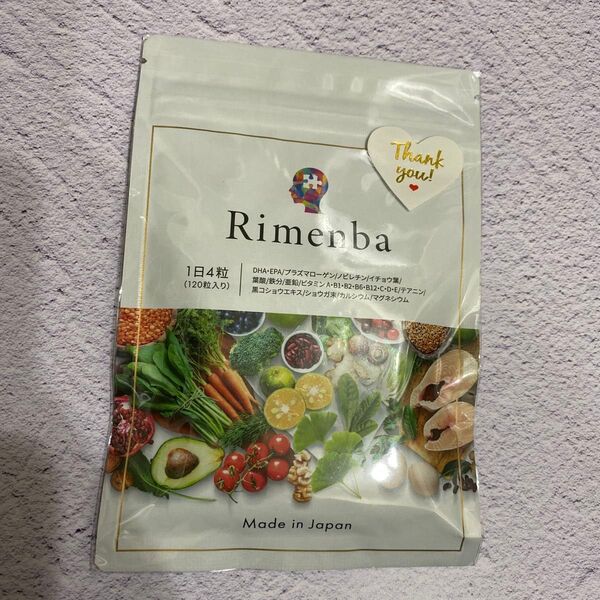 Thank
you!
Rimenba
1日4粒
(120粒入り)
DHA・EPA/プラズマローゲン/ノビレチン/イチョウ葉/
葉酸/鉄分/亜鉛/ビタミンA・B1・B2・B6・B12・C・D・E/テアニン/
黒コショウエキス/ショウガ末/カルシウム/マグネシウム
Made in Japan